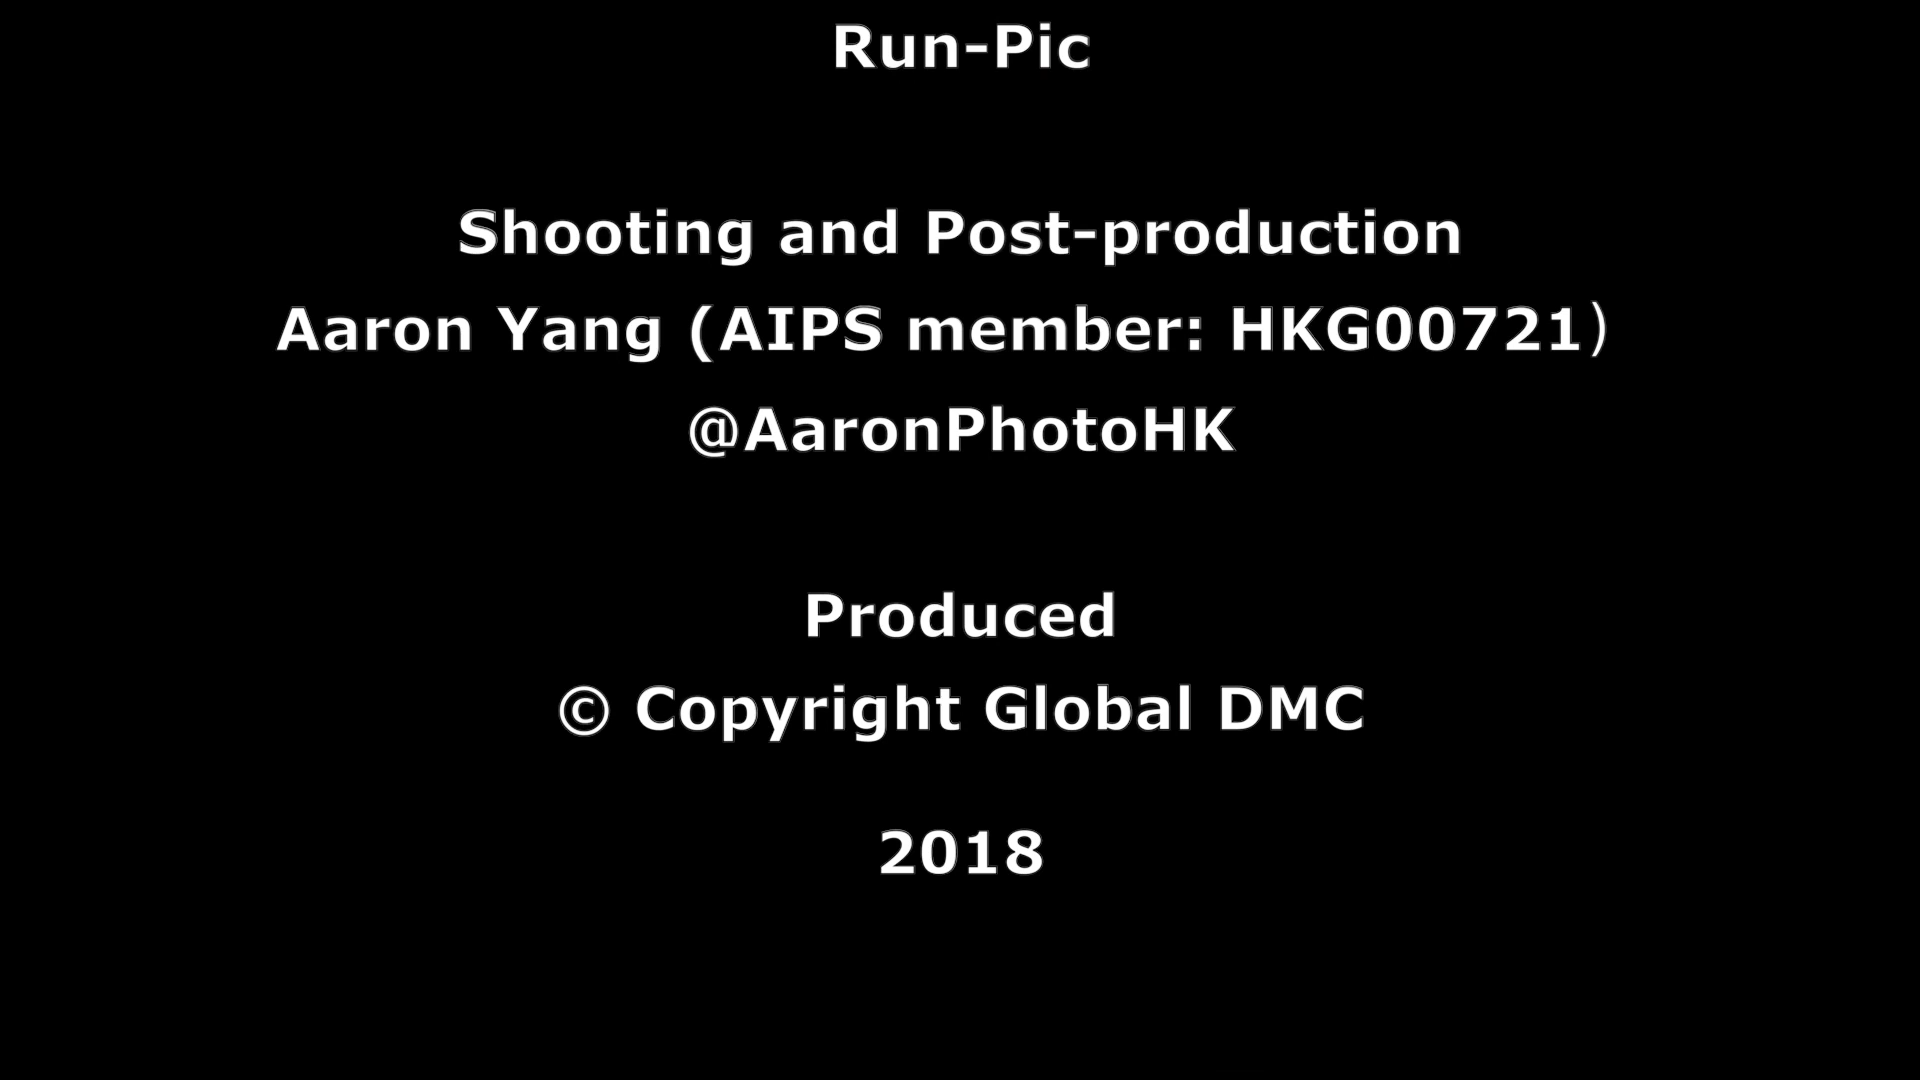 Run-Pic
Shooting and Post-production
Aaron Yang (AIPS member: HKG00721)
@AaronPhotoHK
Produced
© Copyright Global DMC
2018